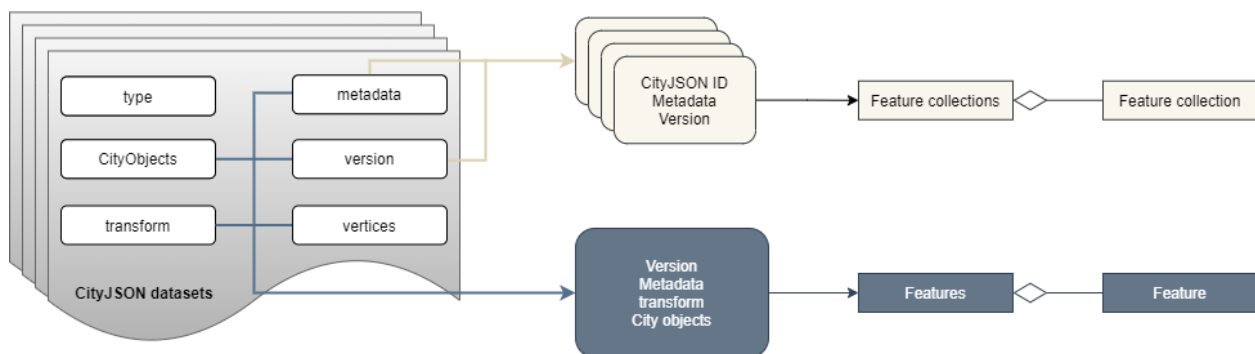 type
metadata
CityObjects
version
transform
vertices
CityJSON datasets
CityJSON ID
Metadata
Version
Feature collections
Feature collection
Version
Metadata
transform
City objects
Features
Feature